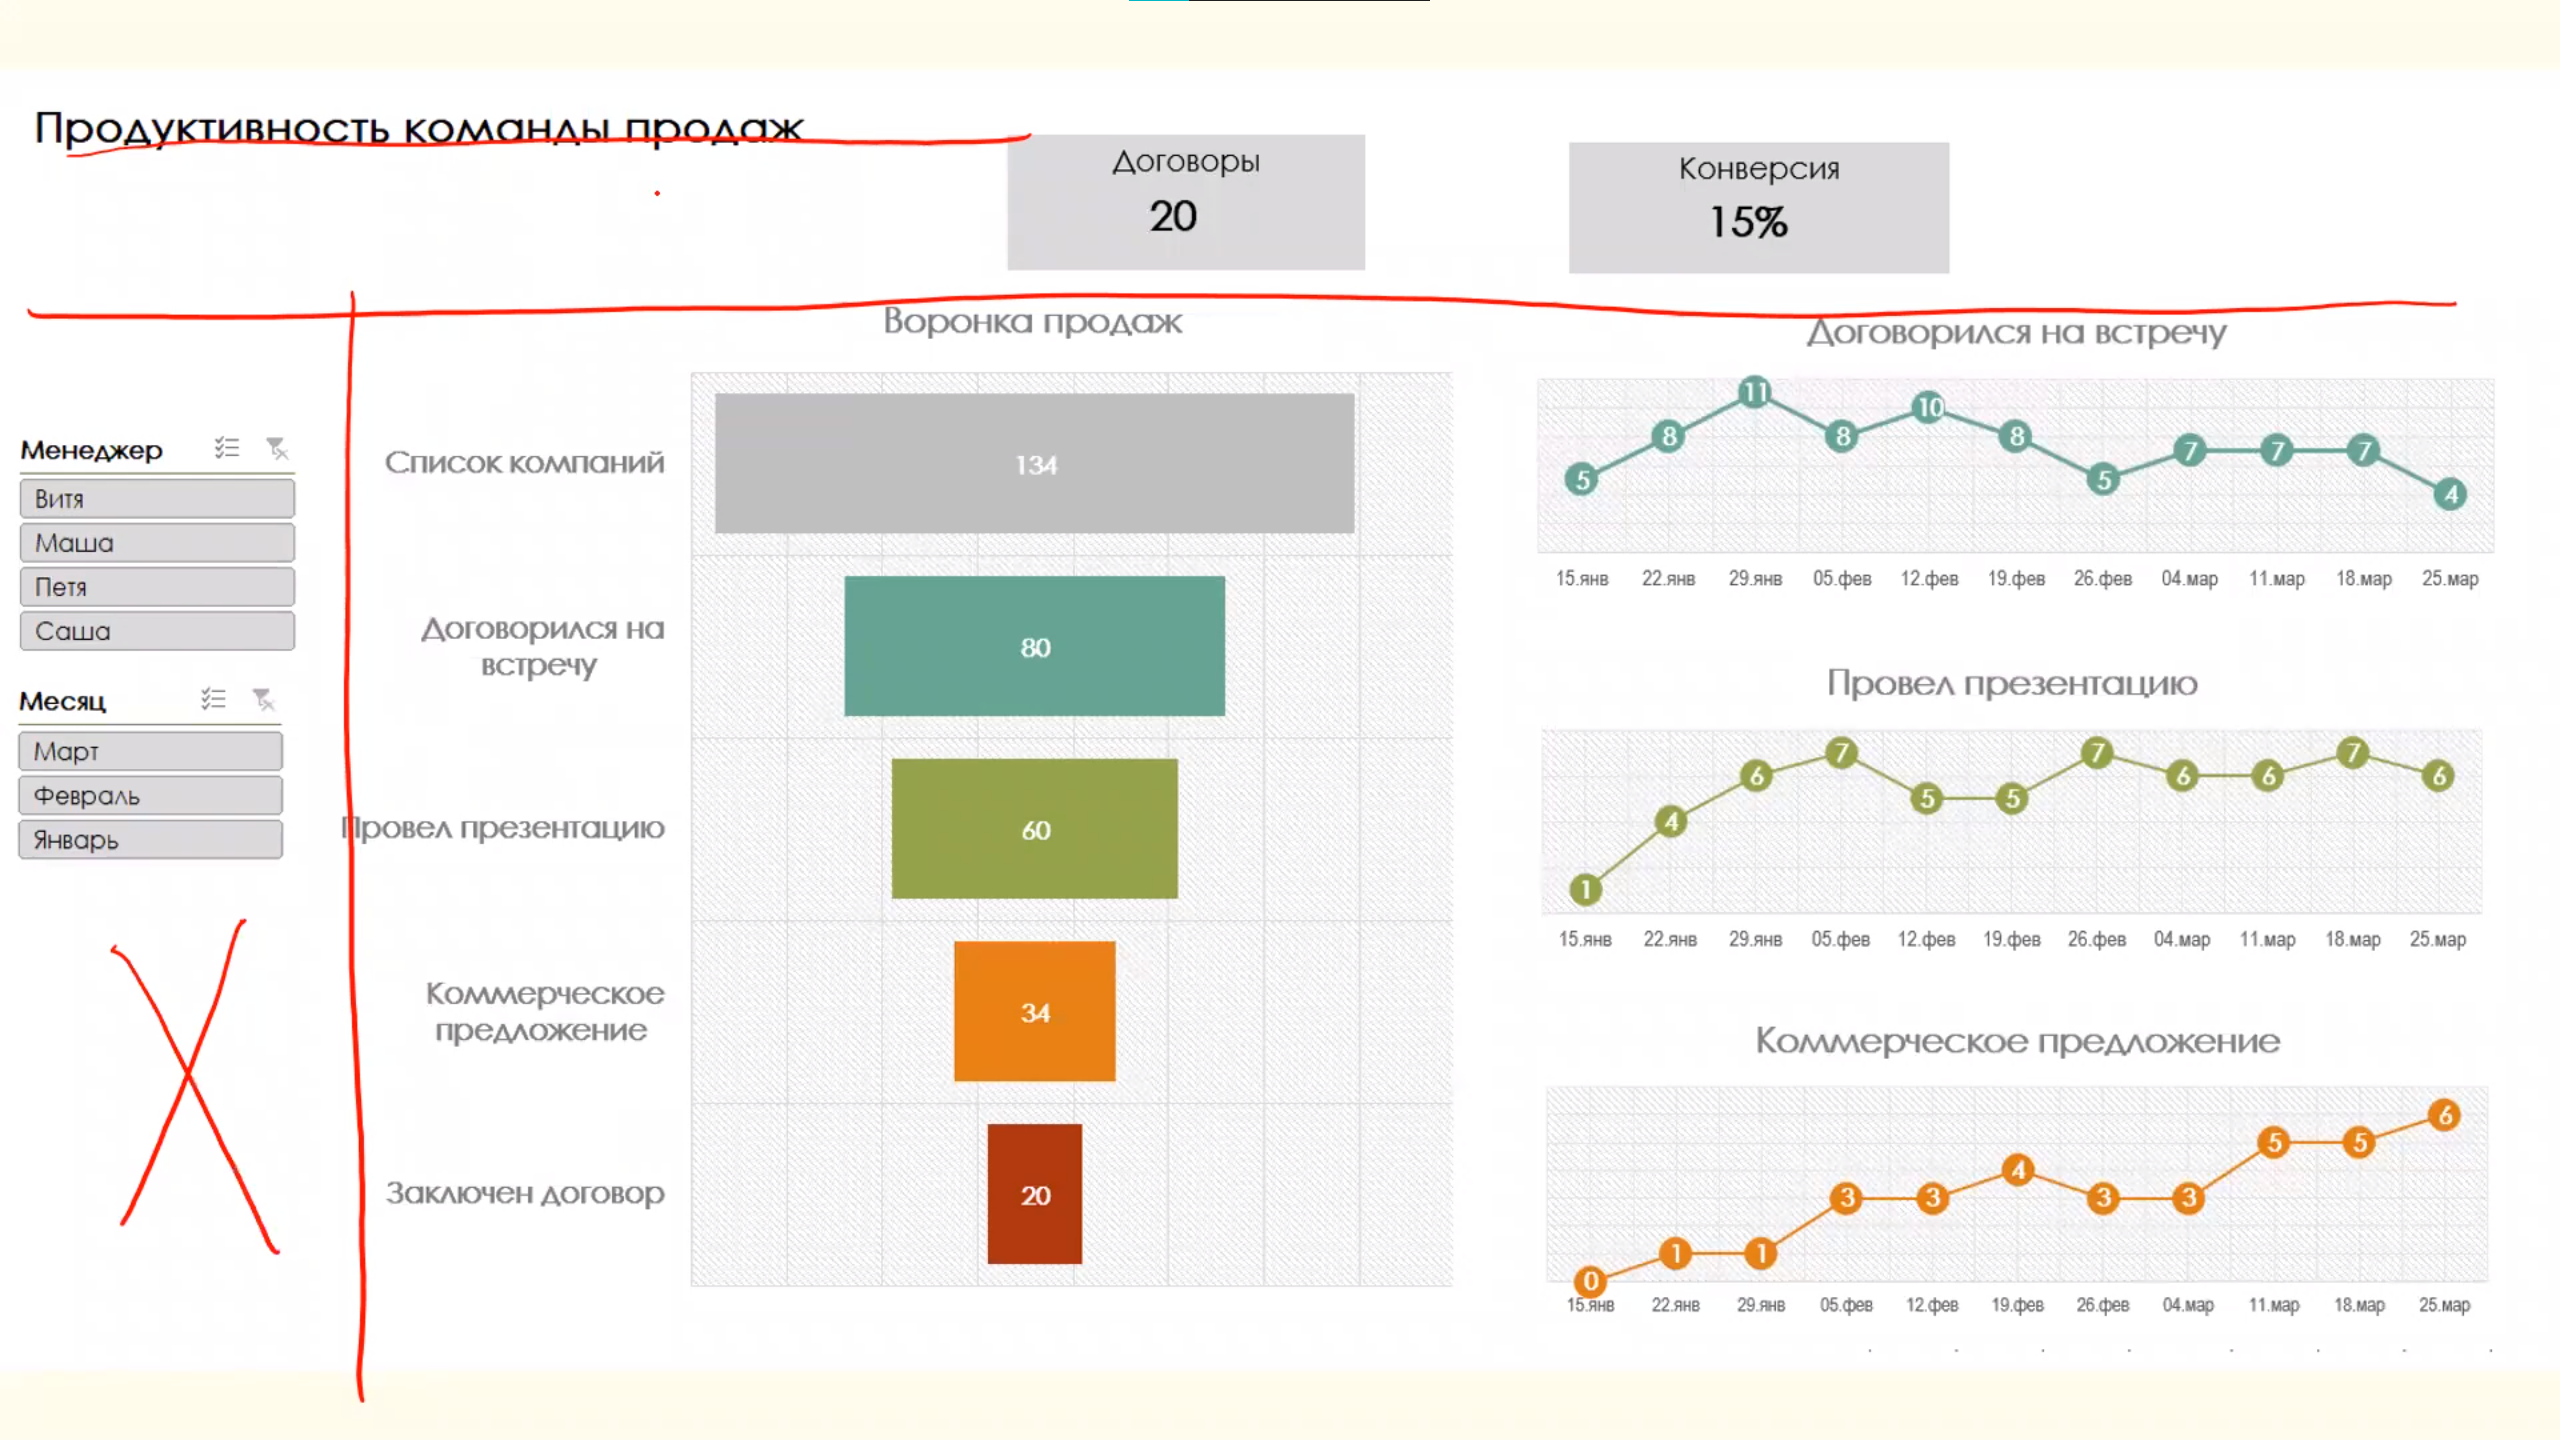 Продуктивность команды продаж
Договоры
20
Конверсия
15%
Менеджер
Витя
Маша
Петя
Саша
Месяц
Март
Февраль
Январь
Воронка продаж
Список компаний
134
Договорился на
встречу
80
Провел презентацию
60
Коммерческое
предложение
34
Заключен договор
20
Договорился на встречу
5 8 11 8 10 8 5 7 7 7 4
15.янв 22.янв 29.янв 05.фев 12.фев 19.фев 26.фев 04.мар 11.мар 18.мар 25.мар
Провел презентацию
1 4 6 7 5 5 7 6 6 7 6
15.янв 22.янв 29.янв 05.фев 12.фев 19.фев 26.фев 04.мар 11.мар 18.мар 25.мар
Коммерческое предложение
0 1 1 3 3 4 3 3 5 5 6
15.янв 22.янв 29.янв 05.фев 12.фев 19.фев 26.фев 04.мар 11.мар 18.мар 25.мар